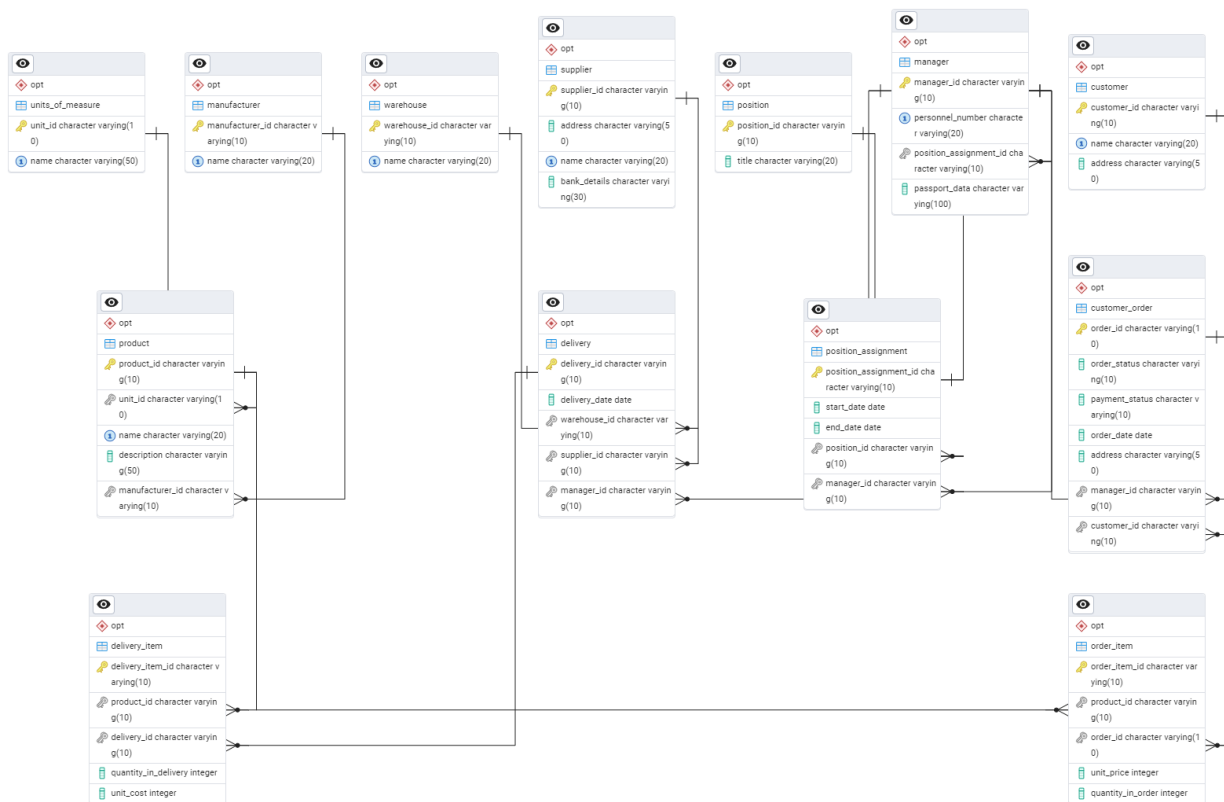 opt
units_of_measure
unit_id character varying(1
0)
name character varying(50)
opt
manufacturer
manufacturer_id character v
arying(10)
name character varying(20)
opt
warehouse
warehouse_id character var
ying(10)
name character varying(20)
opt
supplier
supplier_id character varyin
g(10)
address character varying(5
0)
name character varying(20)
bank_details character varyi
ng(30)
opt
position
position_id character varyin
g(10)
title character varying(20)
opt
manager
manager_id character varyin
g(10)
personnel_number characte
r varying(20)
position_assignment_id cha
racter varying(10)
passport_data character var
ying(100)
opt
customer
customer_id character varyi
ng(10)
name character varying(20)
address character varying(5
0)
opt
product
product_id character varyin
g(10)
unit_id character varying(1
0)
name character varying(20)
description character varyin
g(50)
manufacturer_id character v
arying(10)
opt
delivery
delivery_id character varyin
g(10)
delivery_date date
warehouse_id character var
ying(10)
supplier_id character varyin
g(10)
manager_id character varyin
g(10)
opt
position_assignment
position_assignment_id cha
racter varying(10)
start_date date
end_date date
position_id character varyin
g(10)
manager_id character varyin
g(10)
opt
customer_order
order_id character varying(1
0)
order_status character varyi
ng(10)
payment_status character v
arying(10)
order_date date
address character varying(5
0)
manager_id character varyin
g(10)
customer_id character varyi
ng(10)
opt
delivery_item
delivery_item_id character v
arying(10)
product_id character varyin
g(10)
delivery_id character varyin
g(10)
quantity_in_delivery integer
unit_cost integer
opt
order_item
order_item_id character var
ying(10)
product_id character varyin
g(10)
order_id character varying(1
0)
unit_price integer
quantity_in_order integer